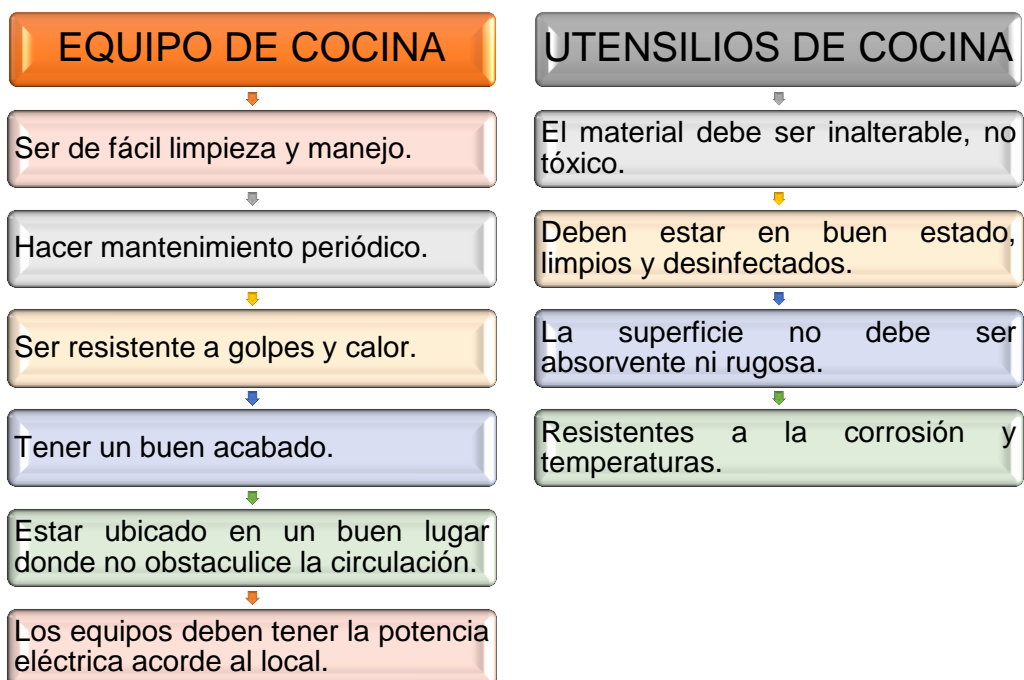 EQUIPO DE COCINA
Ser de fácil limpieza y manejo.
Hacer mantenimiento periódico.
Ser resistente a golpes y calor.
Tener un buen acabado.
Estar ubicado en un buen lugar
donde no obstaculice la circulación.
Los equipos deben tener la potencia
eléctrica acorde al local.
UTENSILIOS DE COCINA
El material debe ser inalterable, no
tóxico.
Deben estar en buen estado,
limpios y desinfectados.
La superficie no debe ser
absorvente ni rugosa.
Resistentes a la corrosión y
temperaturas.